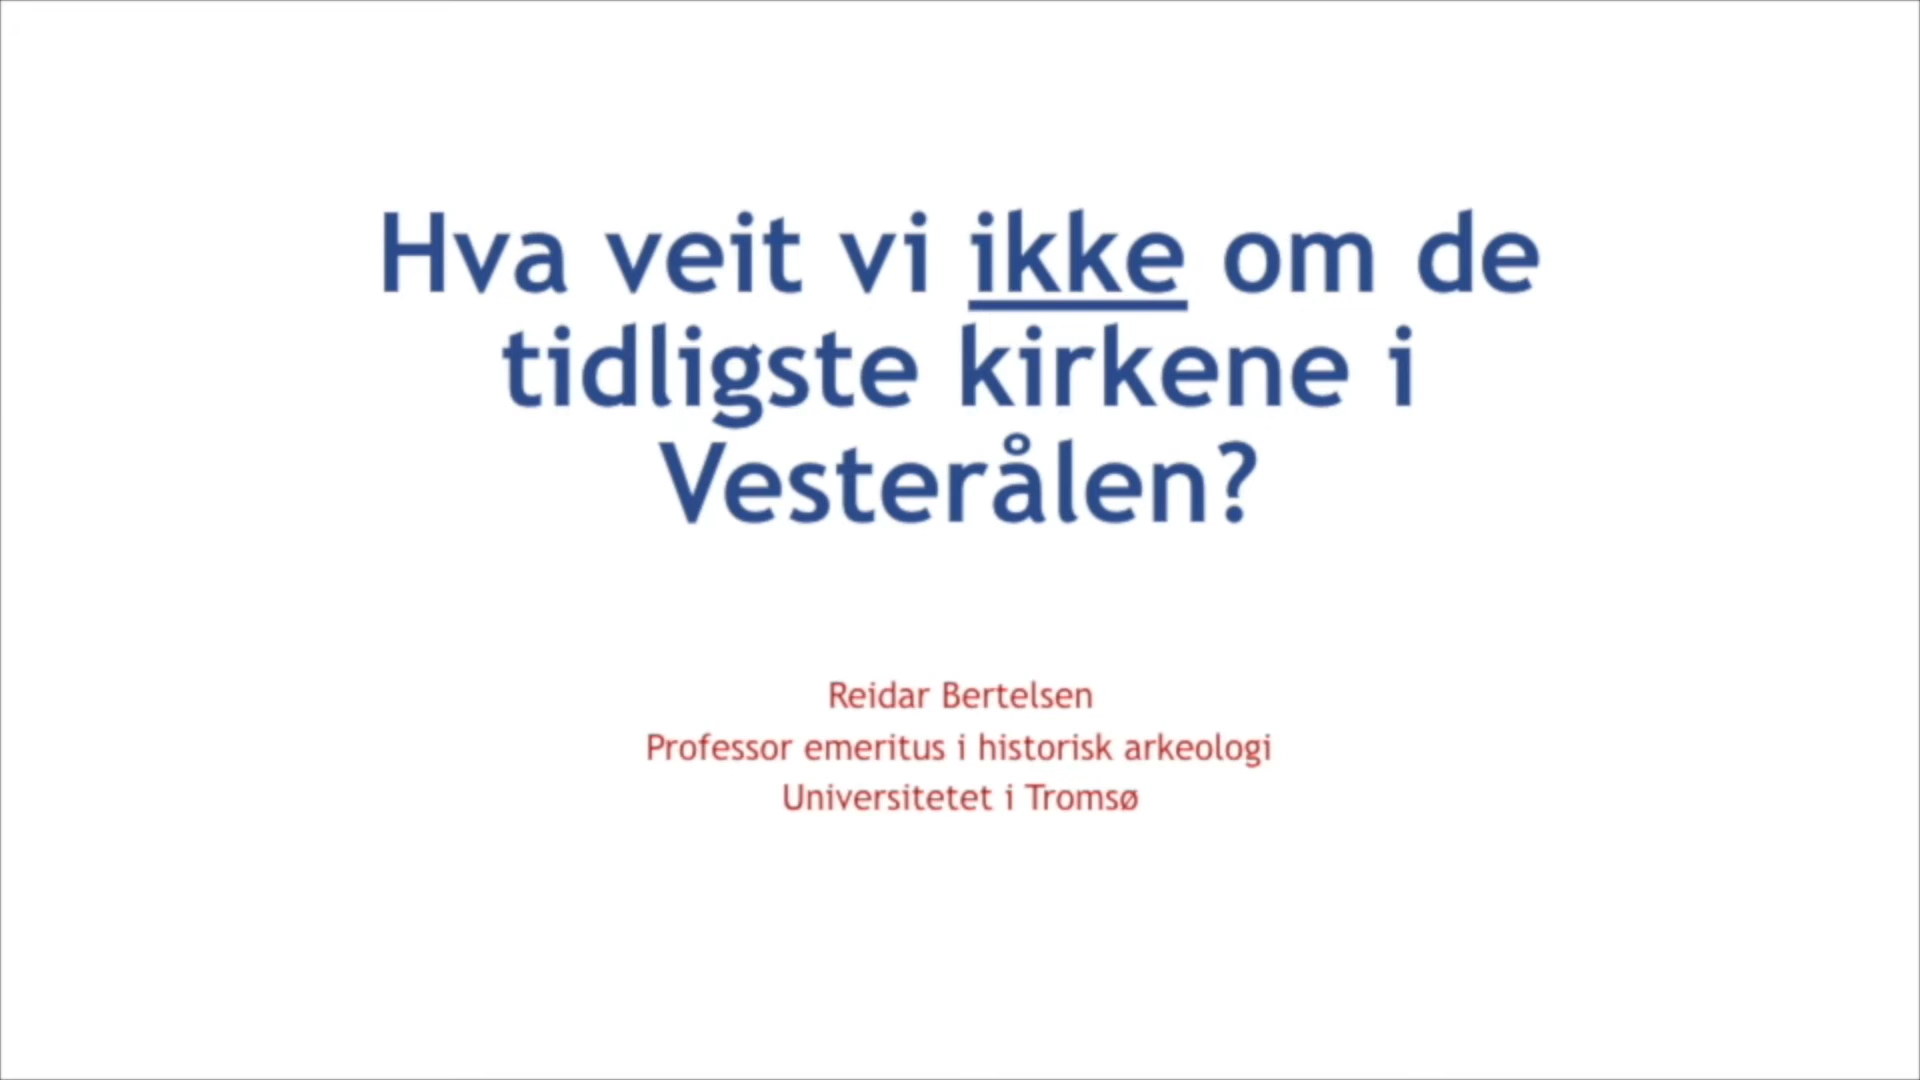 Hva veit vi ikke om de
tidligste kirkene i
Vesterålen?
Reidar Bertelsen
Professor emeritus i historisk arkeologi
Universitetet i Tromsø